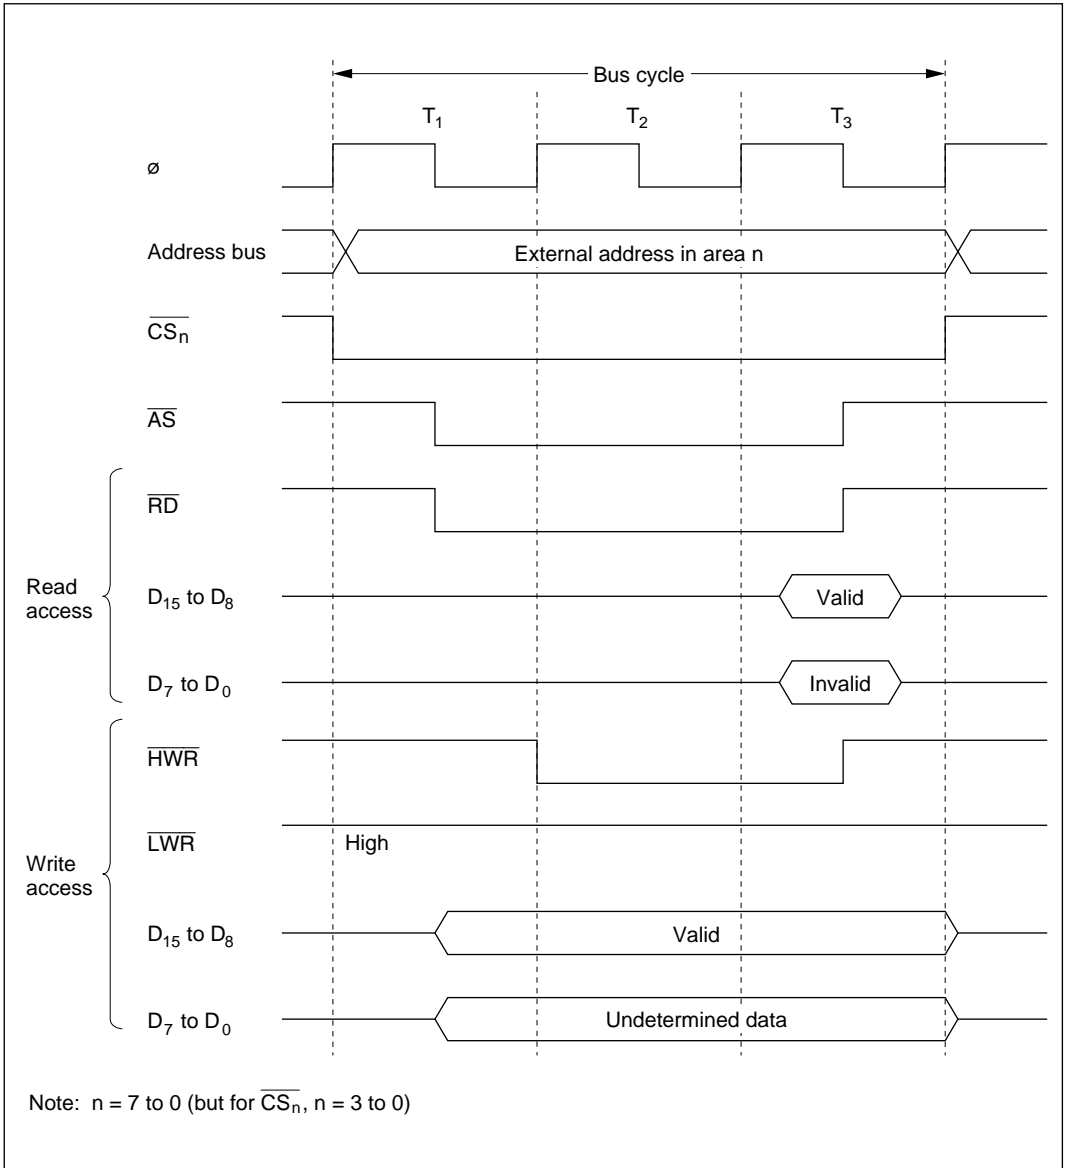 Bus cycle
T1 T2 T3
ø
Address bus External address in area n
CSn
AS
RD
Read access
D15 to D8 Valid
D7 to D0 Invalid
HWR
LWR High
Write access
D15 to D8 Valid
D7 to D0 Undetermined data
Note: n = 7 to 0 (but for CSn, n = 3 to 0)